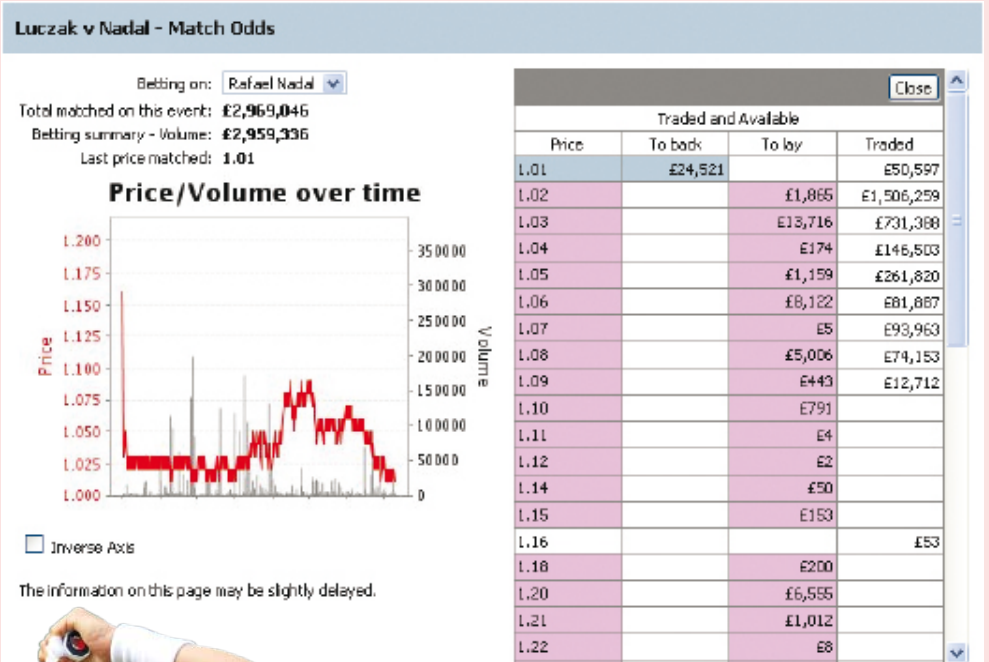 Luczak v Nadal - Match Odds
Betting on: Rafael Nadal
Total matched on this event: £2,969,046
Betting summary - Volume: £2,959,336
Last price matched: 1.01
Price/Volume over time
Price
1.200
1.175
1.150
1.125
1.100
1.075
1.050
1.025
1.000
350000
300000
250000
200000
150000
100000
50000
0
Volume
Inverse Axis
The information on this page may be slightly delayed.
Close
Traded and Available
Price To back To lay Traded
1.01 £24,521 £50,597
1.02 £1,865 £1,506,259
1.03 £13,716 £731,388
1.04 £174 £146,503
1.05 £1,159 £261,820
1.06 £8,122 £81,887
1.07 £5 £93,963
1.08 £5,006 £74,153
1.09 £443 £12,712
1.10 £791
1.11 £4
1.12 £2
1.14 £50
1.15 £153
1.16 £53
1.18 £200
1.20 £6,555
1.21 £1,012
1.22 £8